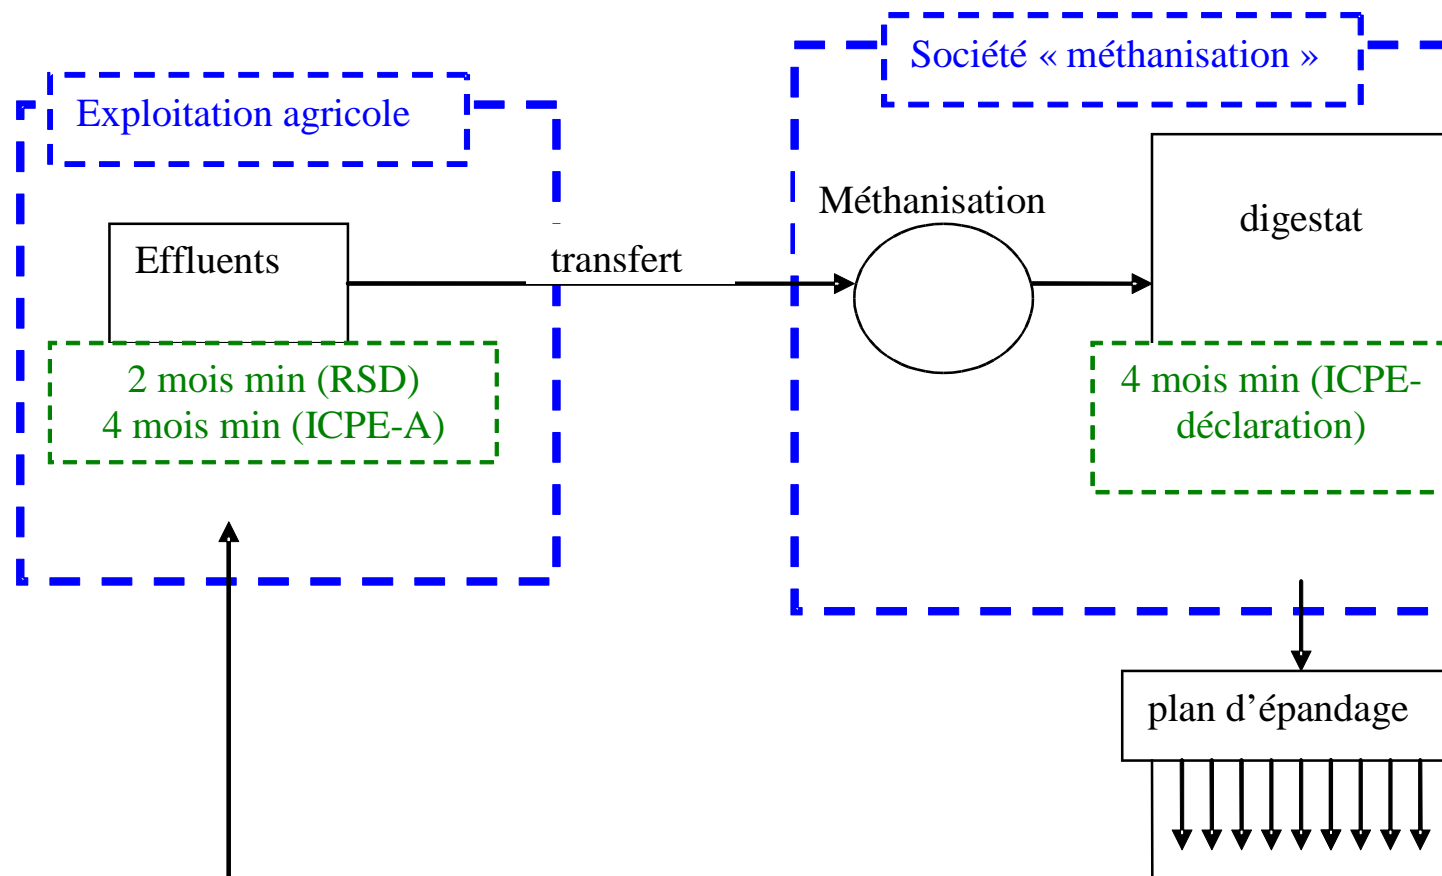 Société « méthanisation »
Exploitation agricole
Méthanisation
digestat
Effluents
transfert
2 mois min (RSD)
4 mois min (ICPE-A)
4 mois min (ICPE-
déclaration)
plan d’épandage